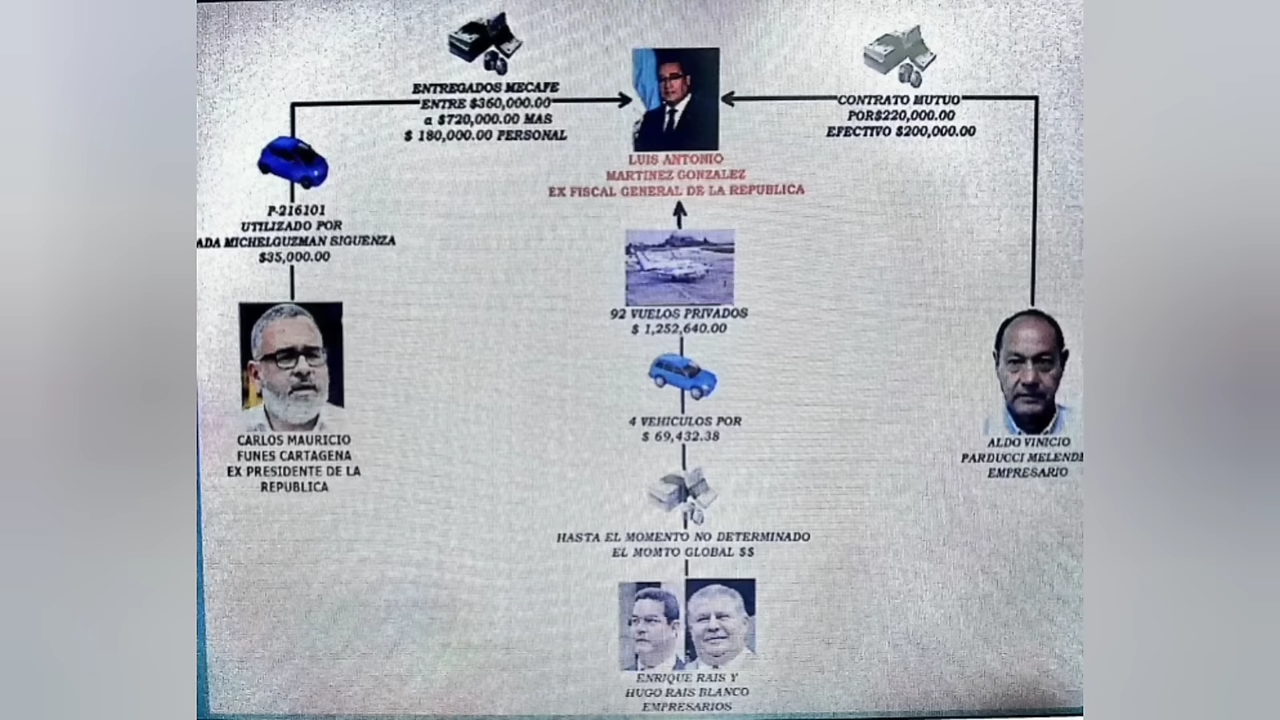 ENTREGADOS MECAFE
ENTRE $360,000.00
a $720,000.00 MAS
$ 180,000.00 PERSONAL
CONTRATO MUTUO
POR$220,000.00
EFECTIVO $200,000.00
LUIS ANTONIO
MARTINEZ GONZALEZ
EX FISCAL GENERAL DE LA REPUBLICA
P-216101
UTILIZADO POR
ADA MICHELGUZMAN SIGUENZA
$35,000.00
92 VUELOS PRIVADOS
$ 1,252,640.00
4 VEHICULOS POR
$ 69,432.38
CARLOS MAURICIO
FUNES CARTAGENA
EX PRESIDENTE DE LA
REPUBLICA
ALDO VINICIO
PARDUCCI MELENDE
EMPRESARIO
HASTA EL MOMENTO NO DETERMINADO
EL MOMTO GLOBAL $$
ENRIQUE RAIS Y
HUGO RAIS BLANCO
EMPRESARIOS